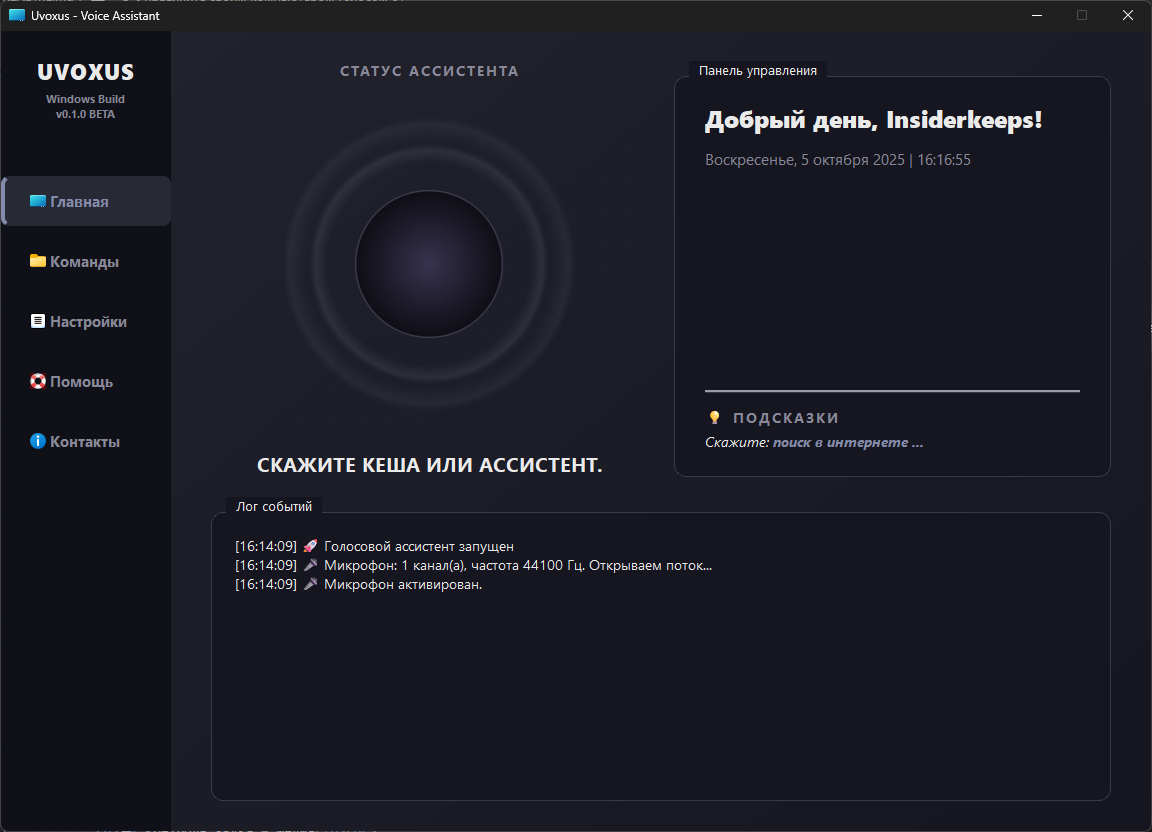 Uvoxus - Voice Assistant
UVOXUS
Windows Build
v0.1.0 BETA
Главная
Команды
Настройки
Помощь
Контакты
СТАТУС АССИСТЕНТА
СКАЖИТЕ КЕША ИЛИ АССИСТЕНТ.
Панель управления
Добрый день, Insiderkeeps!
Воскресенье, 5 октября 2025 | 16:16:55
ПОДСКАЗКИ
Скажите: поиск в интернете ...
Лог событий
[16:14:09] 🚀 Голосовой ассистент запущен
[16:14:09] 🎤 Микрофон: 1 канал(а), частота 44100 Гц. Открываем поток...
[16:14:09] 🎤 Микрофон активирован.